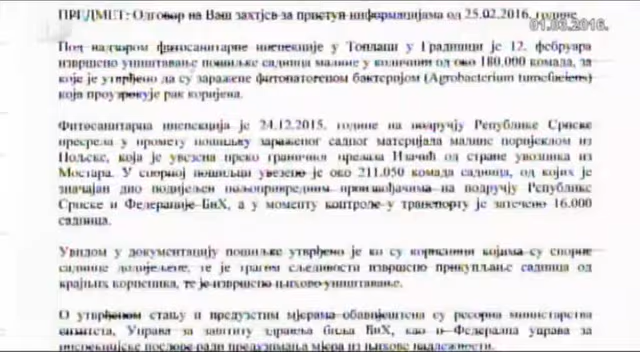 ПРЕДМЕТ: Одговор на Ваш захтјев за приступ информацијама од 25.02.2016. године
01.03.2016.
Под надзором фитосанитарне инспекције у Топлани у Градишци је 12. фебруара
извршено уништавање пошиљке садница малине у количини од око 180.000 комада, за
које је утврђено да су заражене фитопатогеном бактеријом (Agrobacterium tumefaciens)
која проузрокује рак коријена.
Фитосанитарна инспекција је 24.12.2015. године на подручју Републике Српске
пресрела у промету пошиљку зараженог садног материјала малине поријеклом из
Пољске, која је увезена преко граничног прелаза Изачић од стране увозника из
Мостара. У спорној пошиљци увезено је око 211.050 комада садница, од којих је
значајан дио подијељен пољопривредним произвођачима на подручју Републике
Српске и Федерације БиХ, а у моменту контроле у транспорту је затечено 16.000
садница.
Увидом у документацију пошиљке утврђено је ко су корисници којима су спорне
саднице додијељене, те је трагом сљедивости извршено прикупљање садница од
крајњих корисника, те је извршено њихово уништавање.
О утврђеном стању и предузетим мјерама обавијештена су ресорна министарства
ентитета, Управа за заштиту здравља биља БиХ, као и Федерална управа за
инспекцијске послове ради предузимања мјера из њихове надлежности.